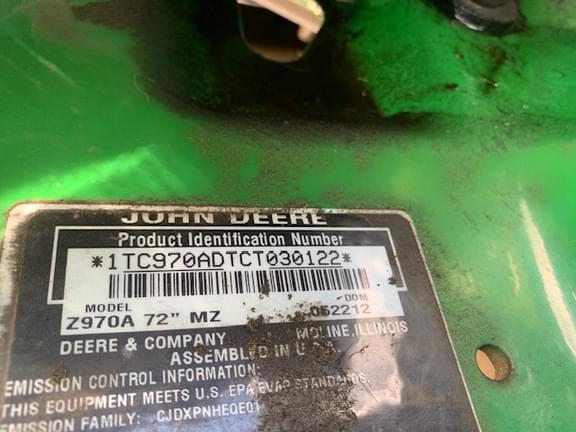 JOHN DEERE
Product Identification Number
*1TC970ADTCT030122*
MODEL DOM
Z970A 72" MZ 052212
DEERE & COMPANY MOLINE, ILLINOIS
ASSEMBLED IN U.S.A.
EMISSION CONTROL INFORMATION:
THIS EQUIPMENT MEETS U.S. EPA EVAP STANDARDS.
EMISSION FAMILY: CJDXPNHEQE01